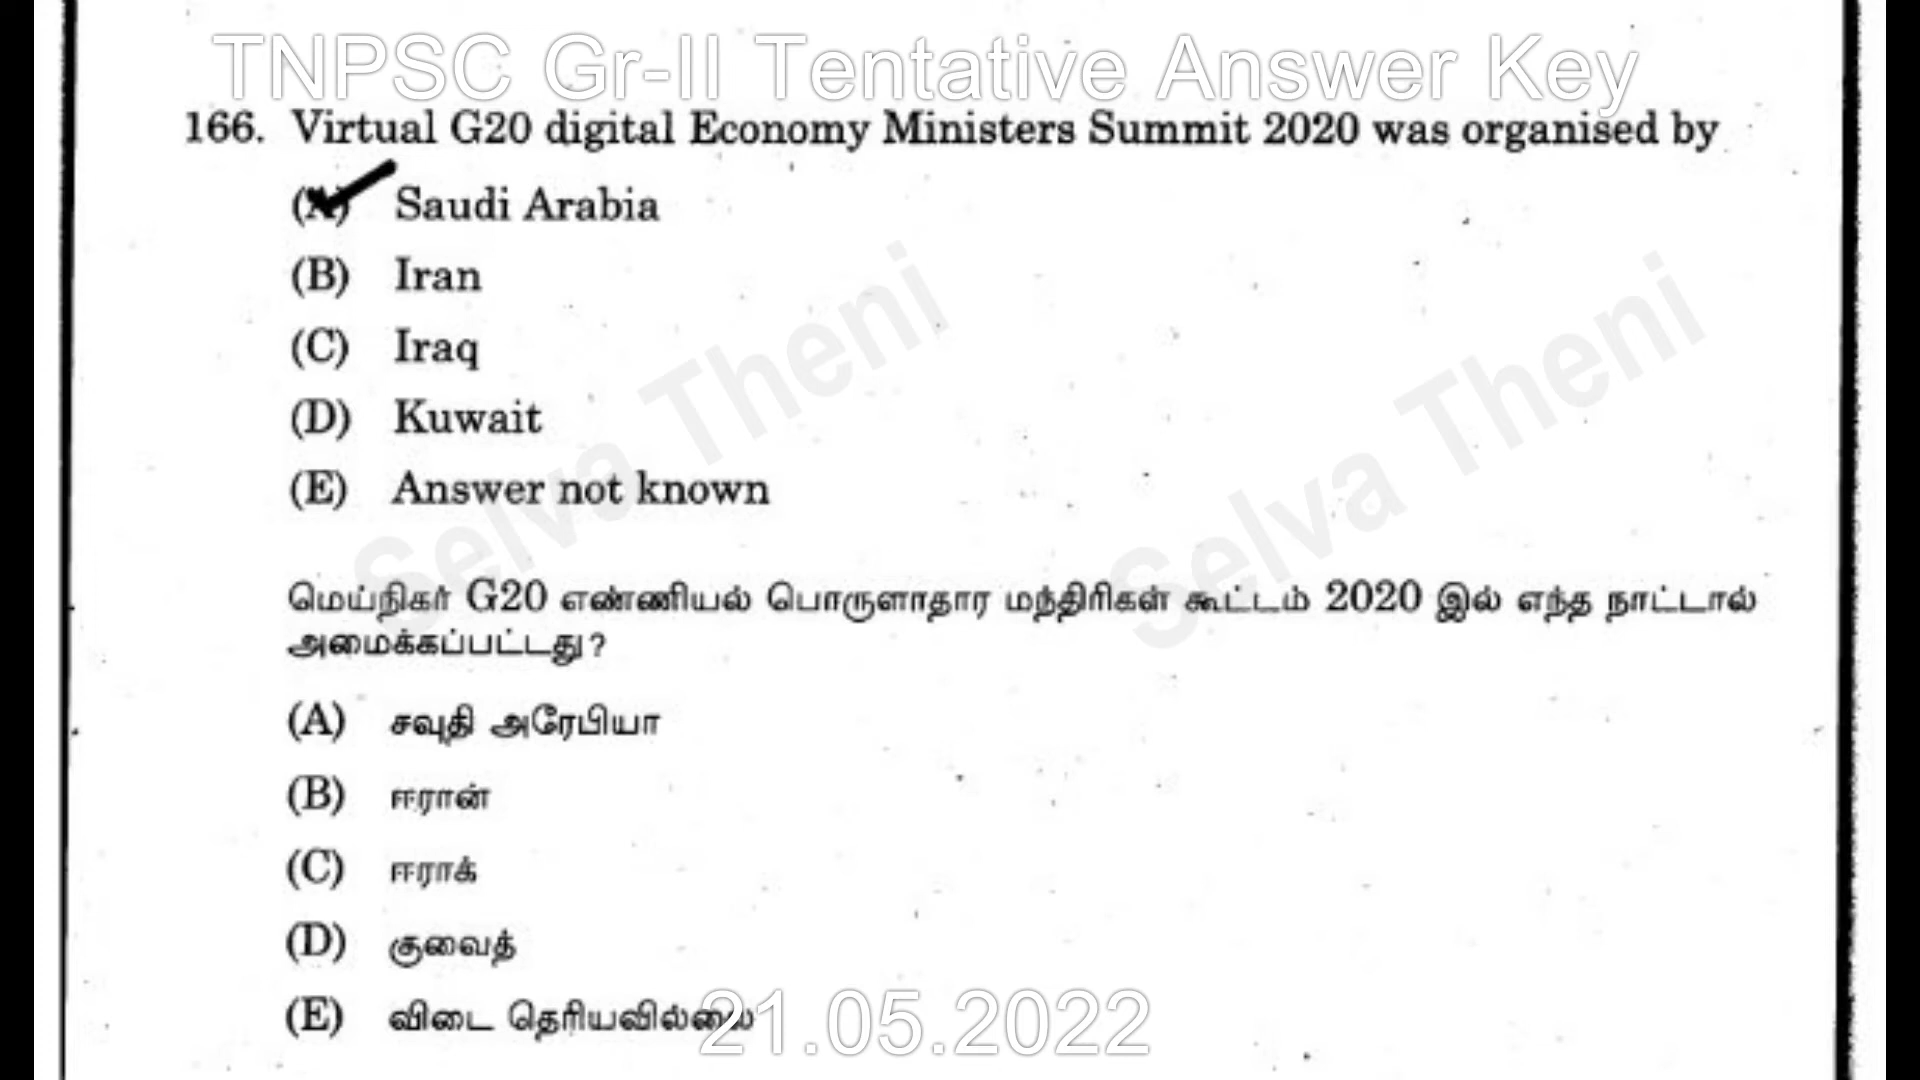 TNPSC Gr-II Tentative Answer Key
166. Virtual G20 digital Economy Ministers Summit 2020 was organised by
(A) Saudi Arabia
(B) Iran
(C) Iraq
(D) Kuwait
(E) Answer not known
Selva Theni
Selva Theni
மெய்நிகர் G20 எண்ணியல் பொருளாதார மந்திரிகள் கூட்டம் 2020 இல் எந்த நாட்டால்
அமைக்கப்பட்டது?
(A) சவுதி அரேபியா
(B) ஈரான்
(C) ஈராக்
(D) குவைத்
(E) விடை தெரியவில்லை
21.05.2022